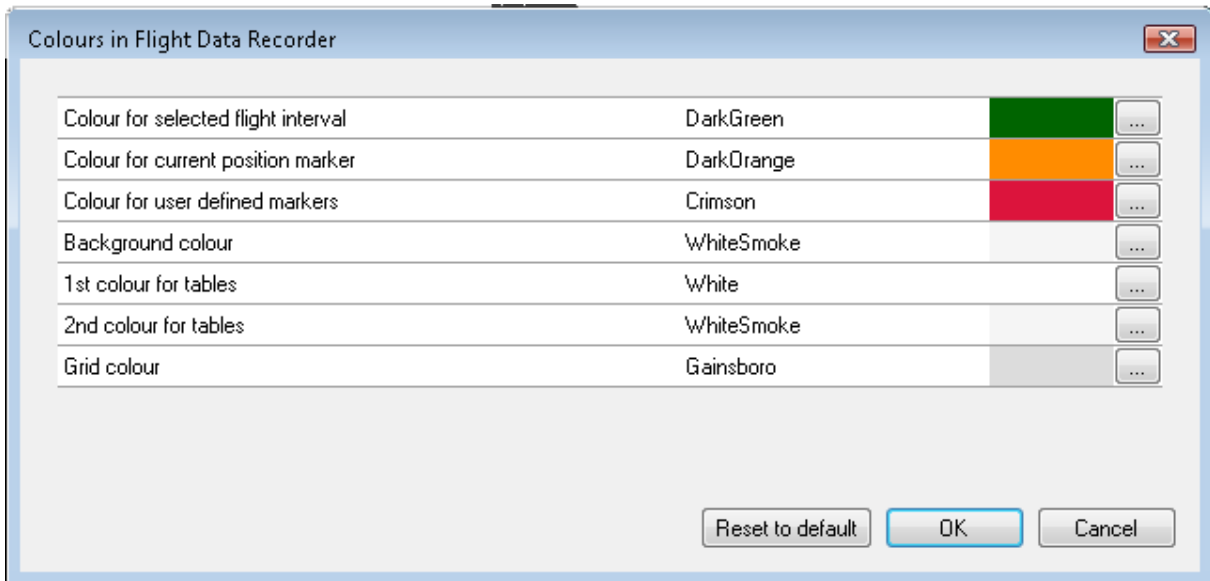 Colours in Flight Data Recorder
Colour for selected flight interval DarkGreen ...
Colour for current position marker DarkOrange ...
Colour for user defined markers Crimson ...
Background colour WhiteSmoke ...
1st colour for tables White ...
2nd colour for tables WhiteSmoke ...
Grid colour Gainsboro ...
Reset to default OK Cancel